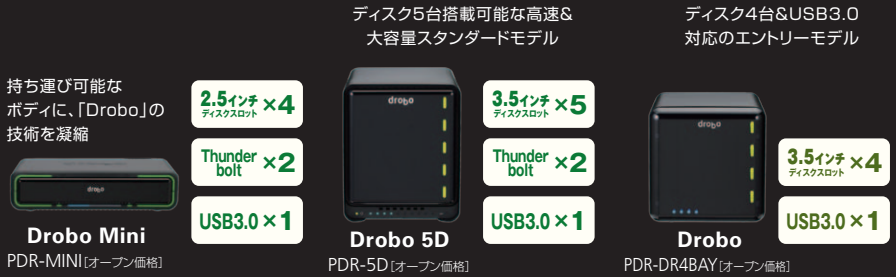 持ち運び可能な
ボディに、「Drobo」の
技術を凝縮
2.5インチ
ディスクスロット ×4
Thunder
bolt ×2
USB3.0 ×1
drobo
Drobo Mini
PDR-MINI[オープン価格]
ディスク5台搭載可能な高速&
大容量スタンダードモデル
drobo
3.5インチ
ディスクスロット ×5
Thunder
bolt ×2
USB3.0 ×1
Drobo 5D
PDR-5D[オープン価格]
ディスク4台&USB3.0
対応のエントリーモデル
drobo
3.5インチ
ディスクスロット ×4
USB3.0 ×1
Drobo
PDR-DR4BAY[オープン価格]